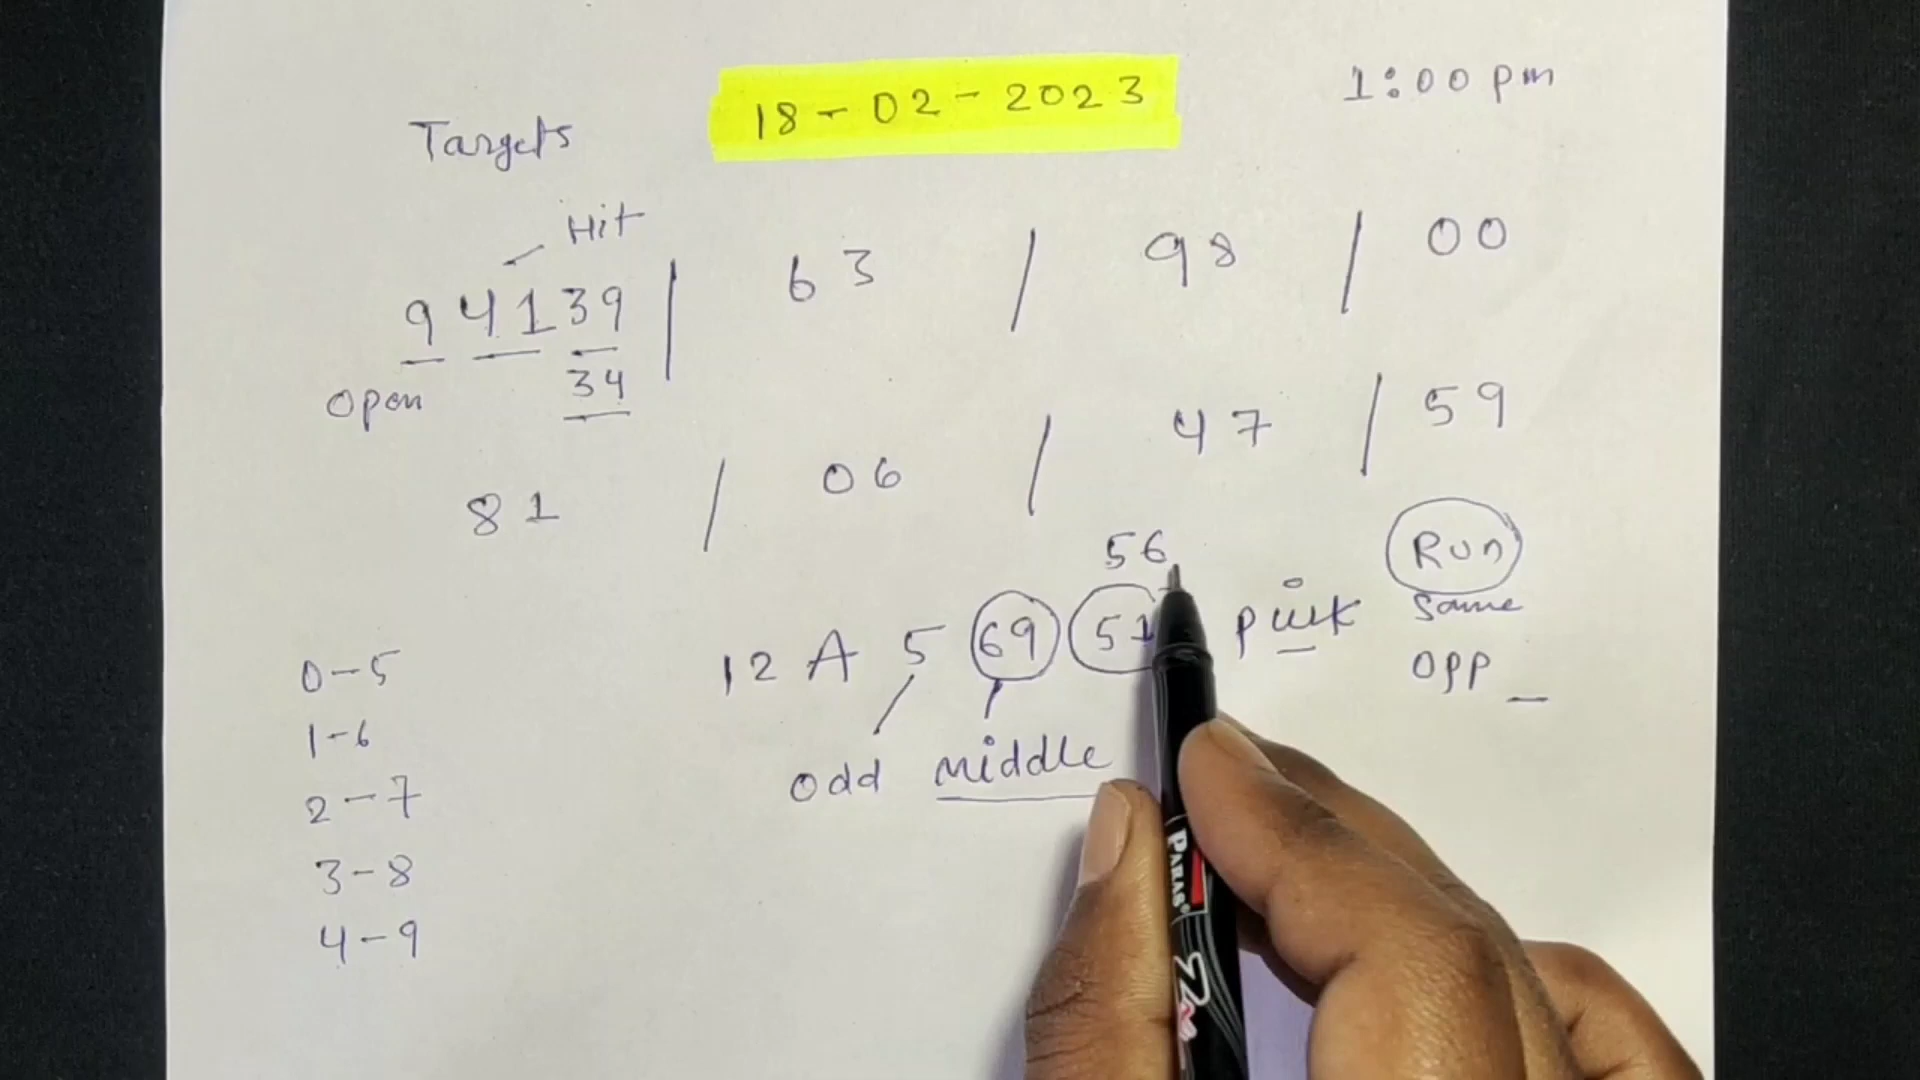 18-02-2023
1:00 pm
Targets
Hit
94139 / 63 / 98 / 00
34
Open
81 / 06 / 47 / 59
56
Run
12 A 5 69 51 pink Same
Opp _
odd middle
0-5
1-6
2-7
3-8
4-9
PARAS